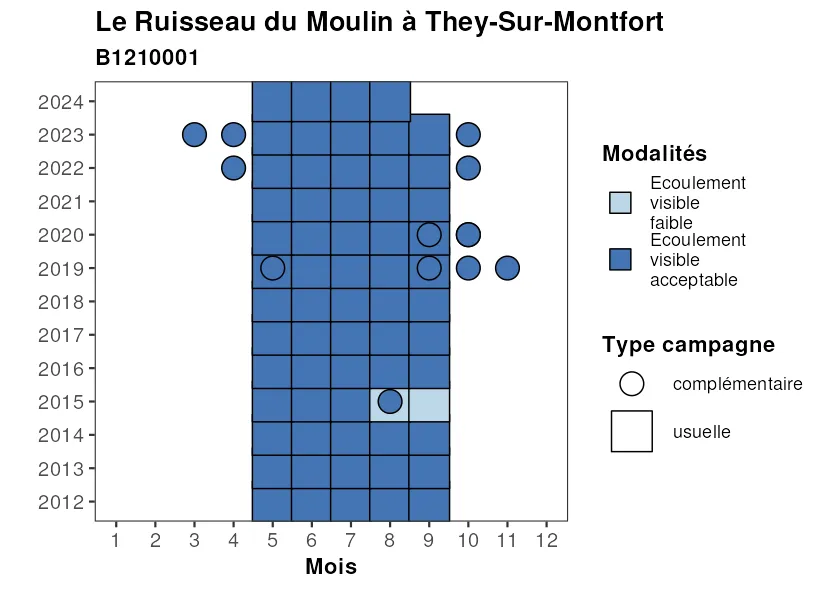 Le Ruisseau du Moulin à They-Sur-Montfort
B1210001
2024
2023
2022
2021
2020
2019
2018
2017
2016
2015
2014
2013
2012
1 2 3 4 5 6 7 8 9 10 11 12
Mois
Modalités
Ecoulement
visible
faible
Ecoulement
visible
acceptable
Type campagne
complémentaire
usuelle